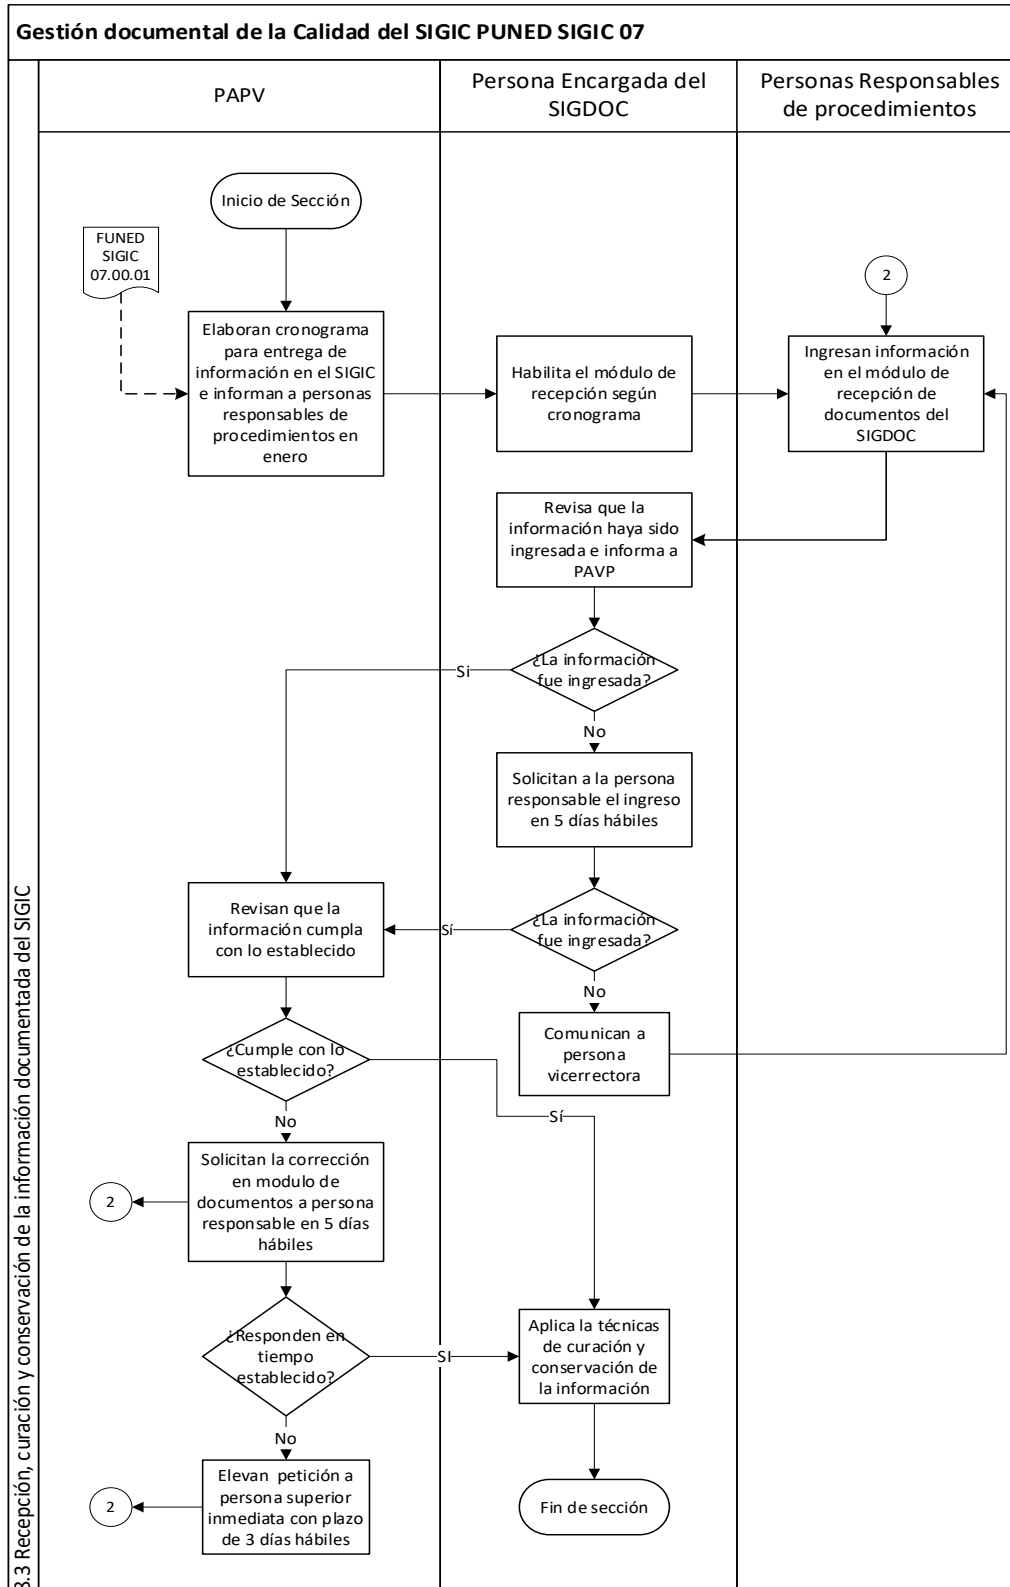 Gestión documental de la Calidad del SIGIC PUNED SIGIC 07
PAPV
Persona Encargada del
SIGDOC
Personas Responsables
de procedimientos
Inicio de Sección
FUNED
SIGIC
07.00.01
2
Elaboran cronograma
para entrega de
información en el SIGIC
e informan a personas
responsables de
procedimientos en
enero
Habilita el módulo de
recepción según
cronograma
Ingresan información
en el módulo de
recepción de
documentos del
SIGDOC
Revisa que la
información haya sido
ingresada e informa a
PAVP
¿La información
fue ingresada?
Si
No
Solicitan a la persona
responsable el ingreso
en 5 días hábiles
Revisan que la
información cumpla
con lo establecido
Sí
¿La información
fue ingresada?
No
Comunican a
persona
vicerrectora
¿Cumple con lo
establecido?
Sí
No
Solicitan la corrección
en modulo de
documentos a persona
responsable en 5 días
hábiles
2
¿Responden en
tiempo
establecido?
SI
Aplica la técnicas
de curación y
conservación de
la información
No
Elevan petición a
persona superior
inmediata con plazo
de 3 días hábiles
2
Fin de sección
8.3 Recepción, curación y conservación de la información documentada del SIGIC